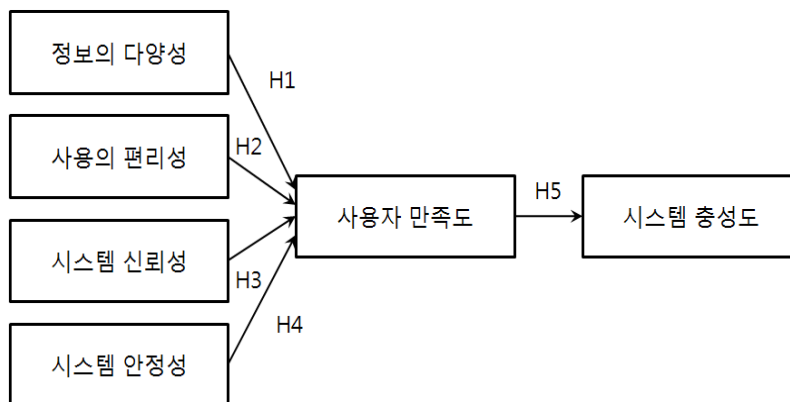 정보의 다양성
H1
사용의 편리성
H2
사용자 만족도
H5
시스템 충성도
시스템 신뢰성
H3
H4
시스템 안정성